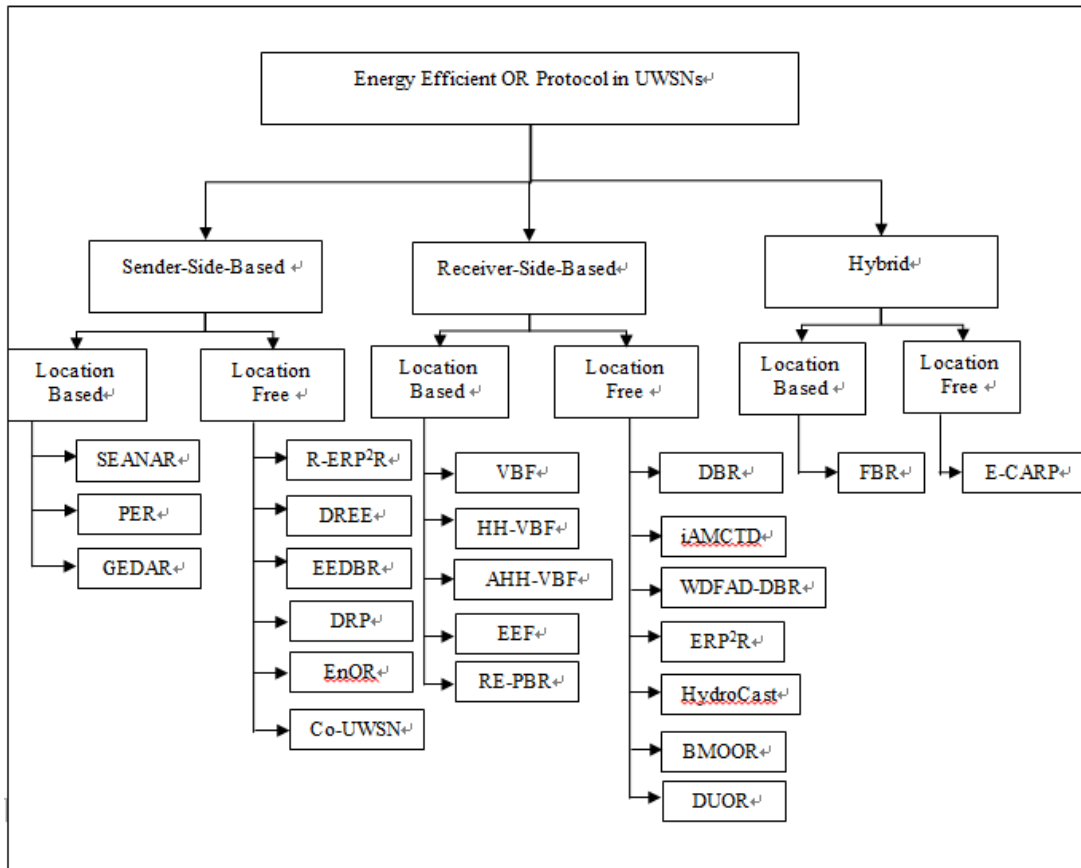 Energy Efficient OR Protocol in UWSNs↵
Sender-Side-Based ↵
Receiver-Side-Based↵
Hybrid↵
Location
Based↵
Location
Free↵
Location
Based↵
Location
Free↵
Location
Based↵
Location
Free↵
SEANAR↵
PER↵
GEDAR↵
R-ERP²R↵
DREE↵
EEDBR↵
DRP↵
EnOR↵
Co-UWSN↵
VBF↵
HH-VBF↵
AHH-VBF↵
EEF↵
RE-PBR↵
DBR↵
iAMCTD↵
WDFAD-DBR↵
ERP²R↵
HydroCast↵
BMOOR↵
DUOR↵
FBR↵
E-CARP↵